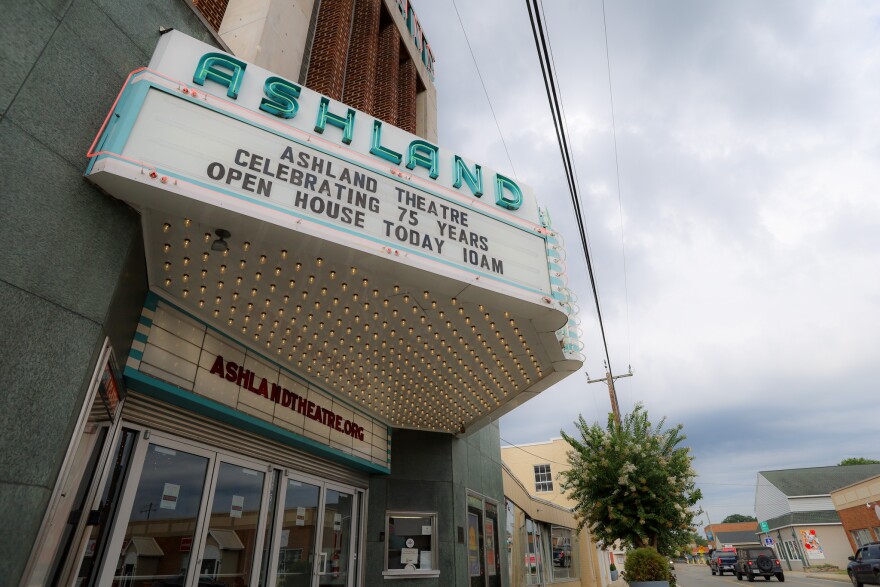 ASHLAND
ASHLAND THEATRE
CELEBRATING 75 YEARS
OPEN HOUSE TODAY 10AM
ASHLANDTHEATRE.ORG